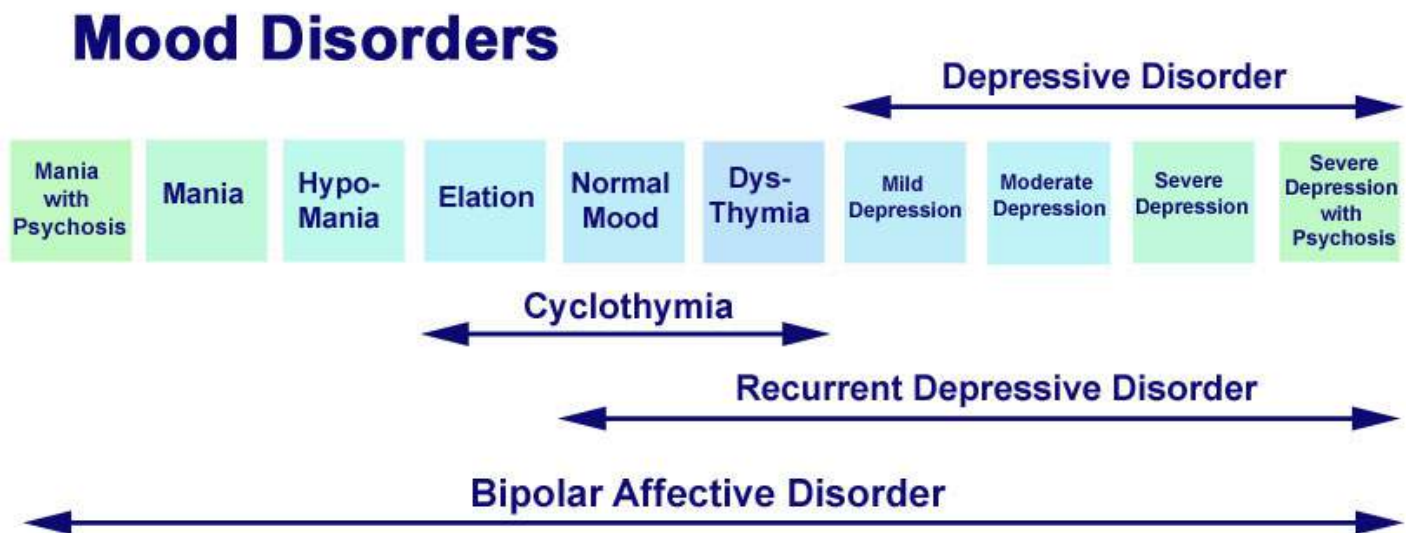 Mood Disorders
Depressive Disorder
Mania
with
Psychosis
Mania
Hypo-
Mania
Elation
Normal
Mood
Dys-
Thymia
Mild
Depression
Moderate
Depression
Severe
Depression
Severe
Depression
with
Psychosis
Cyclothymia
Recurrent Depressive Disorder
Bipolar Affective Disorder